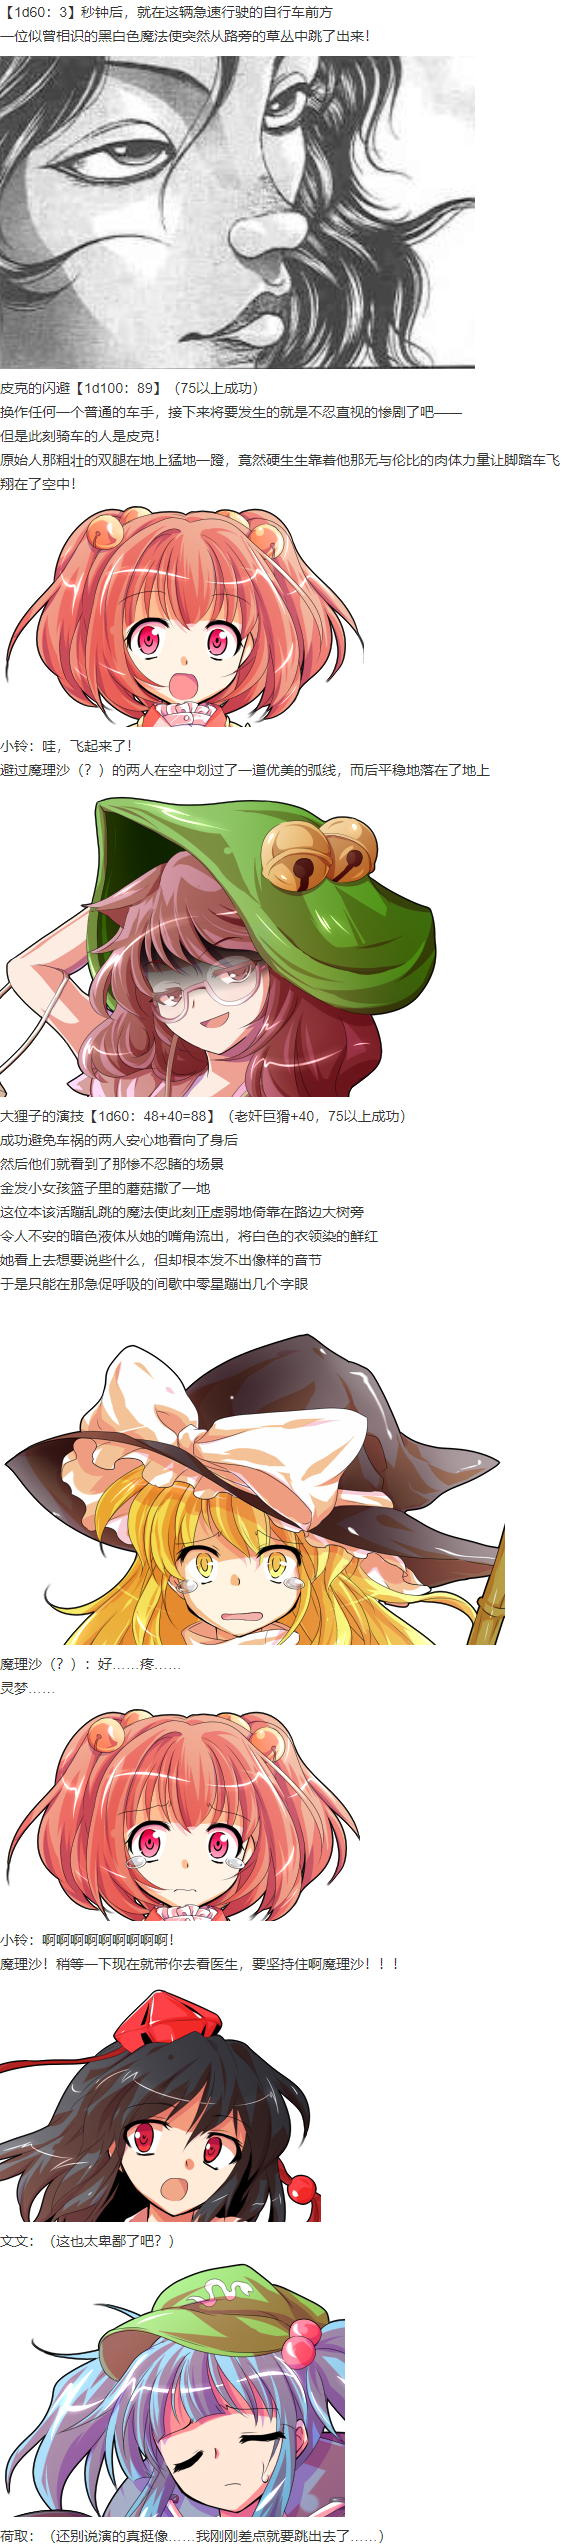 【1d60：3】秒钟后，就在这辆急速行驶的自行车前方
一位似曾相识的黑白色魔法使突然从路旁的草丛中跳了出来！
皮克的闪避【1d100：89】（75以上成功）
换作任何一个普通的车手，接下来将要发生的就是不忍直视的惨剧了吧——
但是此刻骑车的人是皮克！
原始人那粗壮的双腿在地上猛地一蹬，竟然硬生生靠着他那无与伦比的肉体力量让脚踏车飞
翔在了空中！
小铃：哇，飞起来了！
避过魔理沙（？）的两人在空中划过了一道优美的弧线，而后平稳地落在了地上
大狸子的演技【1d60：48+40=88】（老奸巨猾+40，75以上成功）
成功避免车祸的两人安心地看向了身后
然后他们就看到了那惨不忍睹的场景
金发小女孩篮子里的蘑菇撒了一地
这位本该活蹦乱跳的魔法使此刻正虚弱地倚靠在路边大树旁
令人不安的暗色液体从她的嘴角流出，将白色的衣领染的鲜红
她看上去想要说些什么，但却根本发不出像样的音节
于是只能在那急促呼吸的间歇中零星蹦出几个字眼
魔理沙（？）：好……疼……
灵梦……
小铃：啊啊啊啊啊啊啊啊啊！
魔理沙！稍等一下现在就带你去看医生，要坚持住啊魔理沙！！！
文文：（这也太卑鄙了吧？）
荷取：（还别说演的真挺像……我刚刚差点就要跳出去了……）